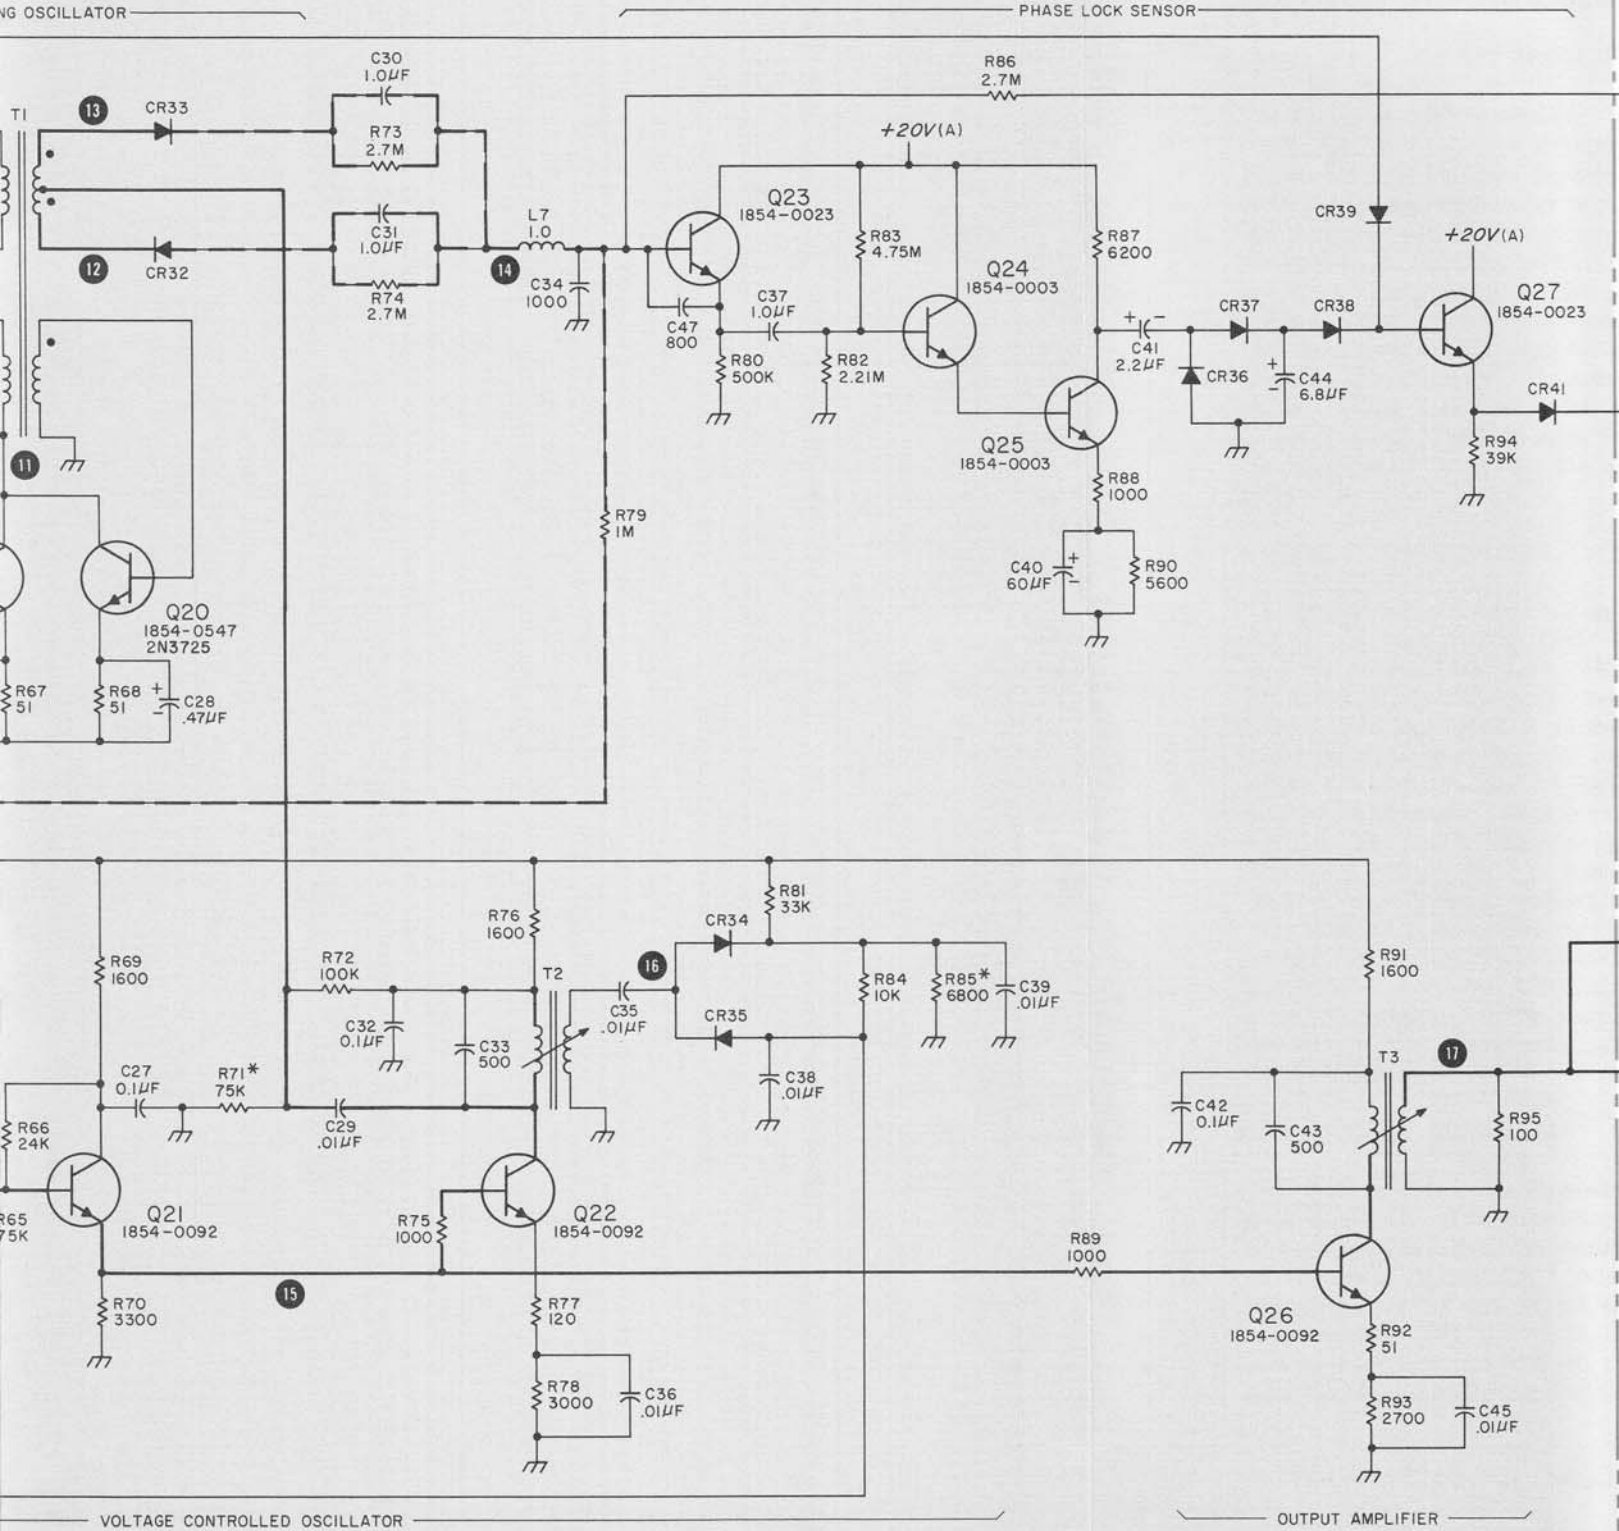 NG OSCILLATOR
PHASE LOCK SENSOR
C30
1.0µF
R86
2.7M
T1
13
CR33
R73
2.7M
+20V(A)
Q23
1854-0023
C31
1.0µF
L7
1.0
R83
4.75M
R87
6200
CR39
+20V(A)
12
CR32
14
R74
2.7M
C34
1000
C47
800
C37
1.0µF
Q24
1854-0003
CR37
CR38
Q27
1854-0023
R80
500K
R82
2.21M
+
−
C41
2.2µF
CR36
+
−
C44
6.8µF
CR41
11
Q25
1854-0003
R94
39K
R88
1000
R79
1M
C40
60µF
+
−
R90
5600
Q20
1854-0547
2N3725
R67
51
R68
51
+
−
C28
.47µF
R69
1600
R76
1600
R81
33K
CR34
R72
100K
T2
16
R84
10K
R85*
6800
C39
.01µF
R91
1600
C32
0.1µF
C33
500
C35
.01µF
CR35
C38
.01µF
T3
17
C27
0.1µF
R71*
75K
C29
.01µF
R66
24K
C42
0.1µF
C43
500
R95
100
R65
75K
Q21
1854-0092
R75
1000
Q22
1854-0092
R89
1000
15
R70
3300
R77
120
Q26
1854-0092
R92
51
R78
3000
C36
.01µF
R93
2700
C45
.01µF
VOLTAGE CONTROLLED OSCILLATOR
OUTPUT AMPLIFIER